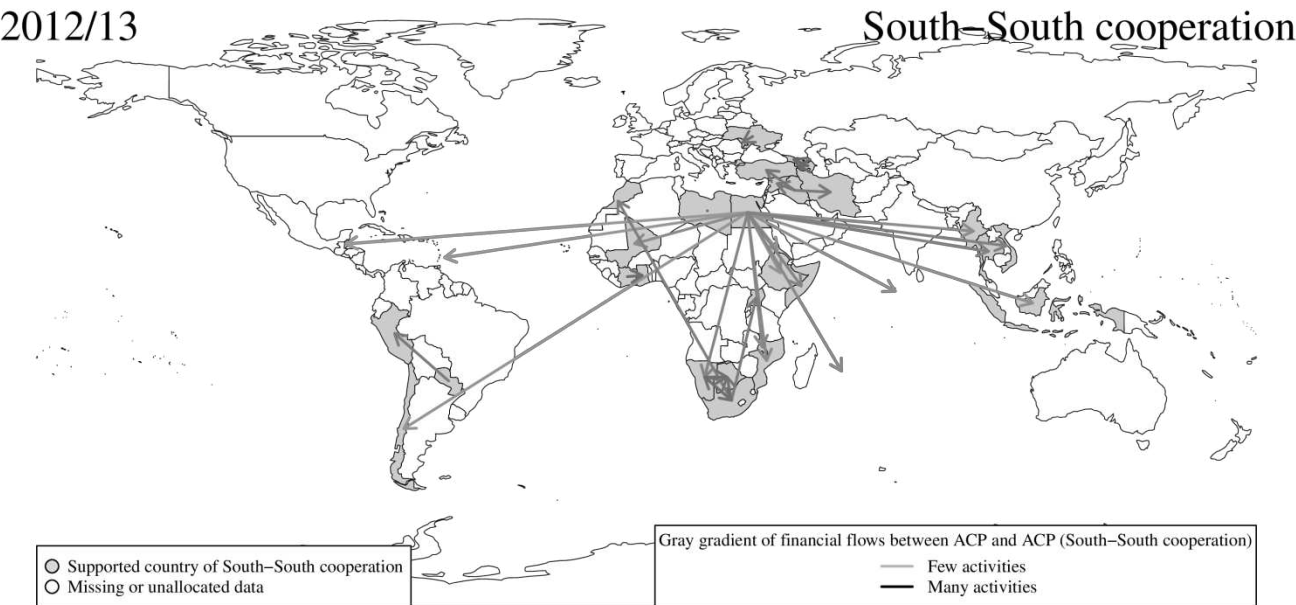 2012/13
South−South cooperation
Supported country of South−South cooperation
Missing or unallocated data
Gray gradient of financial flows between ACP and ACP (South−South cooperation)
Few activities
Many activities